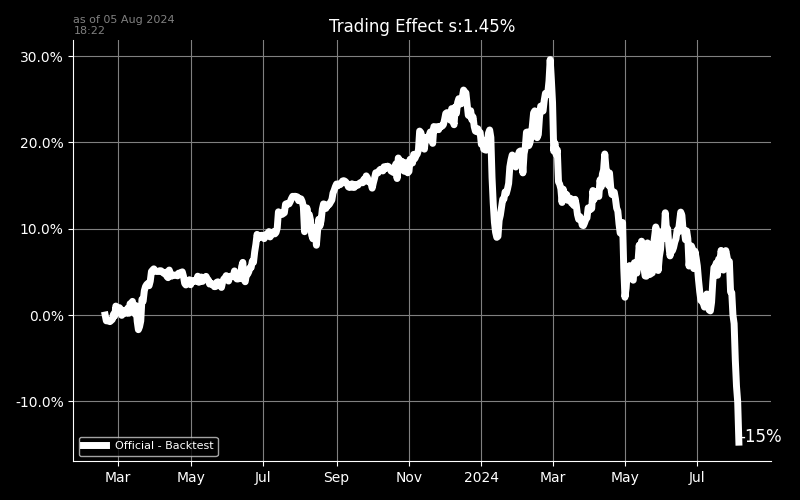 as of 05 Aug 2024
18:22
Trading Effect s:1.45%
30.0%
20.0%
10.0%
0.0%
-10.0%
-15%
Official - Backtest
Mar
May
Jul
Sep
Nov
2024
Mar
May
Jul